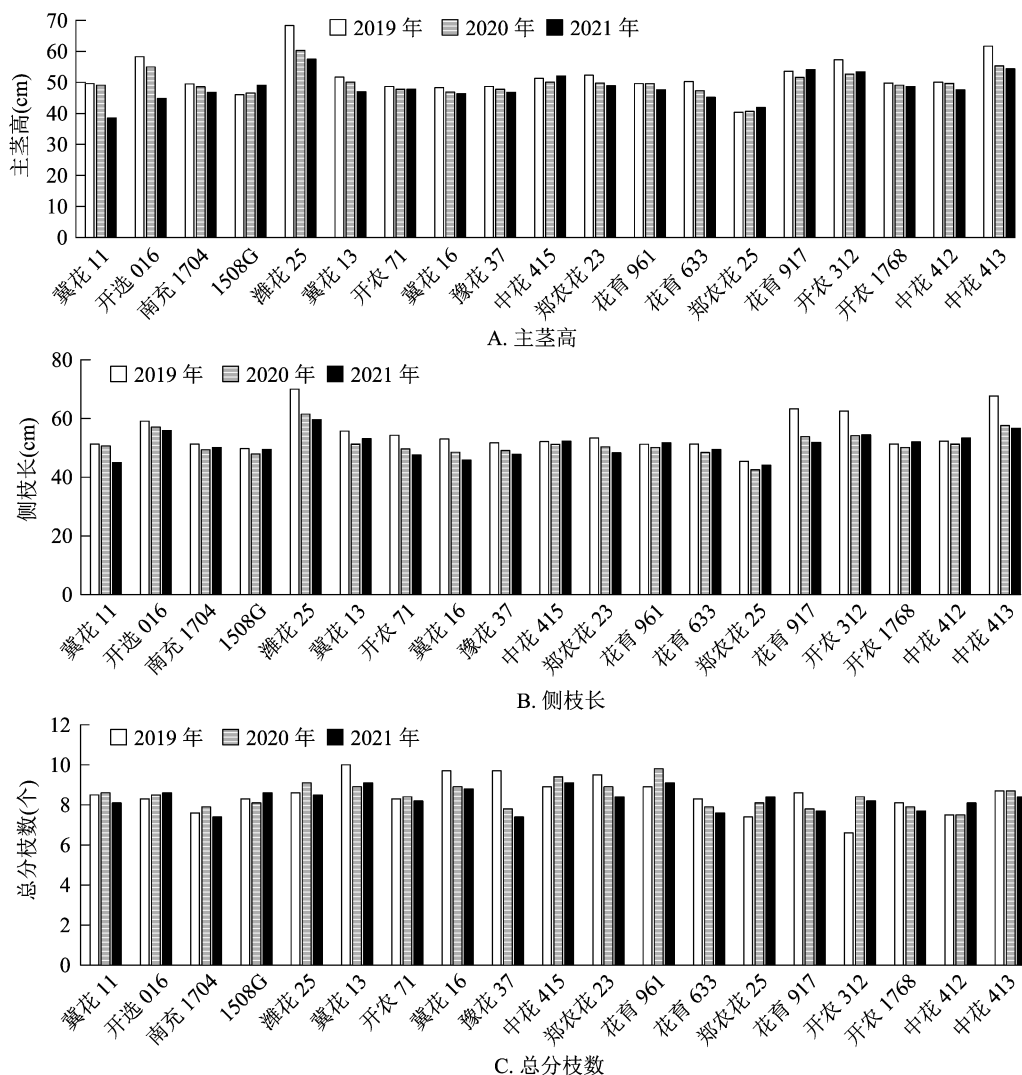 主茎高(cm)
70
60
50
40
30
20
10
0
2019 年 2020 年 2021 年
冀花 11 开选 016 南充 1704 1508G 潍花 25 冀花 13 开农 71 冀花 16 豫花 37 中花 415 郑农花 23 花育 961 花育 633 郑农花 25 花育 917 开农 312 开农 1768 中花 412 中花 413
A. 主茎高
侧枝长(cm)
80
60
40
20
0
2019 年 2020 年 2021 年
冀花 11 开选 016 南充 1704 1508G 潍花 25 冀花 13 开农 71 冀花 16 豫花 37 中花 415 郑农花 23 花育 961 花育 633 郑农花 25 花育 917 开农 312 开农 1768 中花 412 中花 413
B. 侧枝长
总分枝数(个)
12
10
8
6
4
2
0
2019 年 2020 年 2021 年
冀花 11 开选 016 南充 1704 1508G 潍花 25 冀花 13 开农 71 冀花 16 豫花 37 中花 415 郑农花 23 花育 961 花育 633 郑农花 25 花育 917 开农 312 开农 1768 中花 412 中花 413
C. 总分枝数